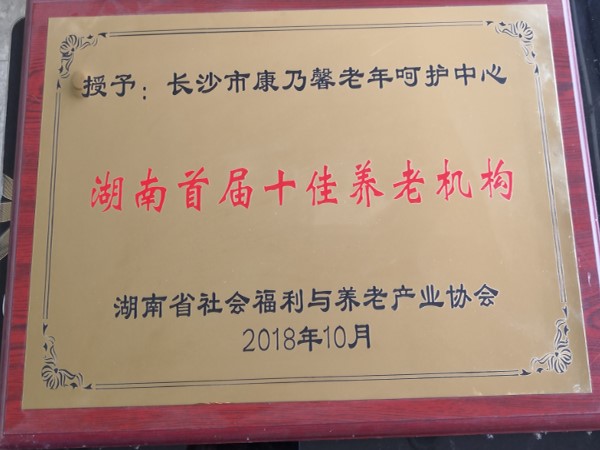 授予：长沙市康乃馨老年呵护中心
湖南首届十佳养老机构
湖南省社会福利与养老产业协会
2018年10月